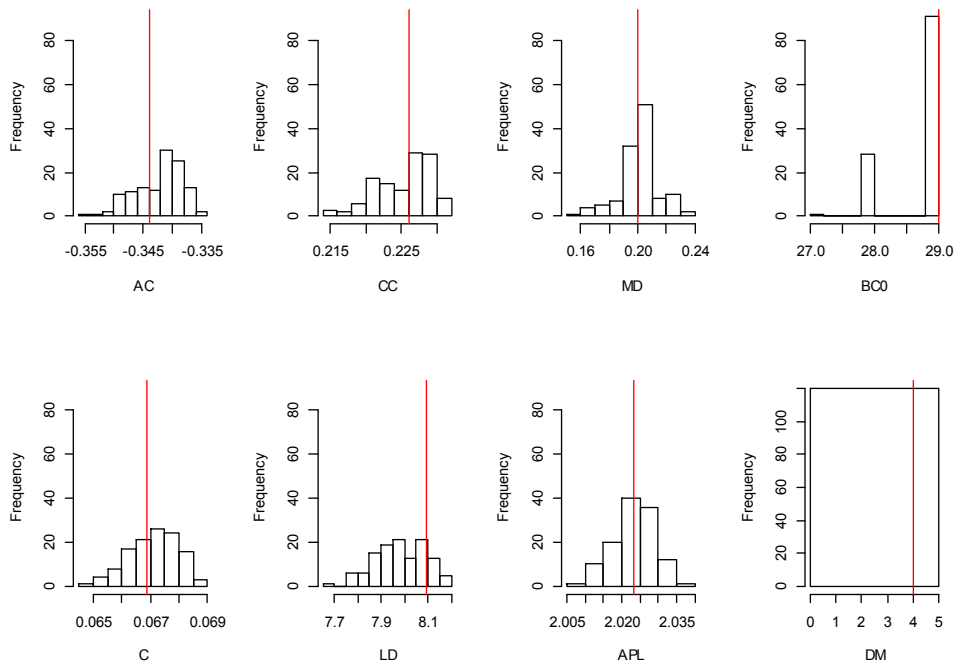 Frequency
0 20 40 60 80
-0.355 -0.345 -0.335
AC
Frequency
0 20 40 60 80
0.215 0.225
CC
Frequency
0 20 40 60 80
0.16 0.20 0.24
MD
Frequency
0 20 40 60 80
27.0 28.0 29.0
BC0
Frequency
0 20 40 60 80
0.065 0.067 0.069
C
Frequency
0 20 40 60 80
7.7 7.9 8.1
LD
Frequency
0 20 40 60 80
2.005 2.020 2.035
APL
Frequency
0 20 40 60 80 100
0 1 2 3 4 5
DM